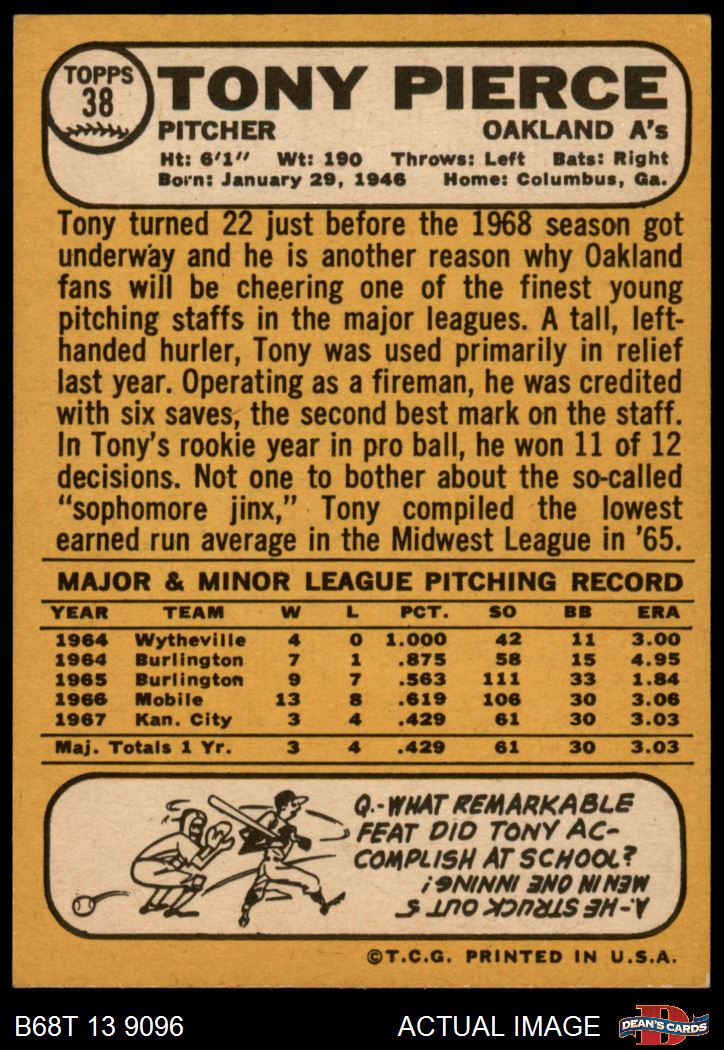 TOPPS
38
TONY PIERCE
PITCHER OAKLAND A's
Ht: 6'1" Wt: 190 Throws: Left Bats: Right
Born: January 29, 1946 Home: Columbus, Ga.
Tony turned 22 just before the 1968 season got
underway and he is another reason why Oakland
fans will be cheering one of the finest young
pitching staffs in the major leagues. A tall, left-
handed hurler, Tony was used primarily in relief
last year. Operating as a fireman, he was credited
with six saves, the second best mark on the staff.
In Tony's rookie year in pro ball, he won 11 of 12
decisions. Not one to bother about the so-called
"sophomore jinx," Tony compiled the lowest
earned run average in the Midwest League in '65.
MAJOR & MINOR LEAGUE PITCHING RECORD
YEAR TEAM W L PCT. SO BB ERA
1964 Wytheville 4 0 1.000 42 11 3.00
1964 Burlington 7 1 .875 58 15 4.95
1965 Burlington 9 7 .563 111 33 1.84
1966 Mobile 13 8 .619 106 30 3.06
1967 Kan. City 3 4 .429 61 30 3.03
Maj. Totals 1 Yr. 3 4 .429 61 30 3.03
Q.-WHAT REMARKABLE
FEAT DID TONY AC-
COMPLISH AT SCHOOL?
A-HE STRUCK OUT 5
MEN IN ONE INNING!
©T.C.G. PRINTED IN U.S.A.
B68T 13 9096 ACTUAL IMAGE
D
DEAN'S CARDS